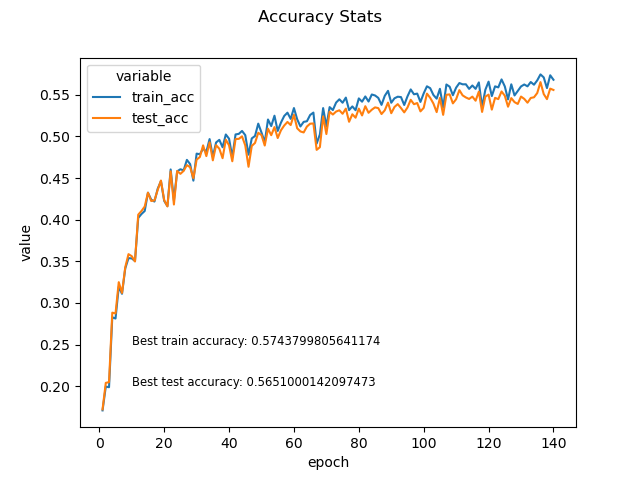 Accuracy Stats
variable
train_acc
test_acc
0.55
0.50
0.45
0.40
0.35
0.30
0.25
0.20
value
Best train accuracy: 0.5743799805641174
Best test accuracy: 0.5651000142097473
0 20 40 60 80 100 120 140
epoch